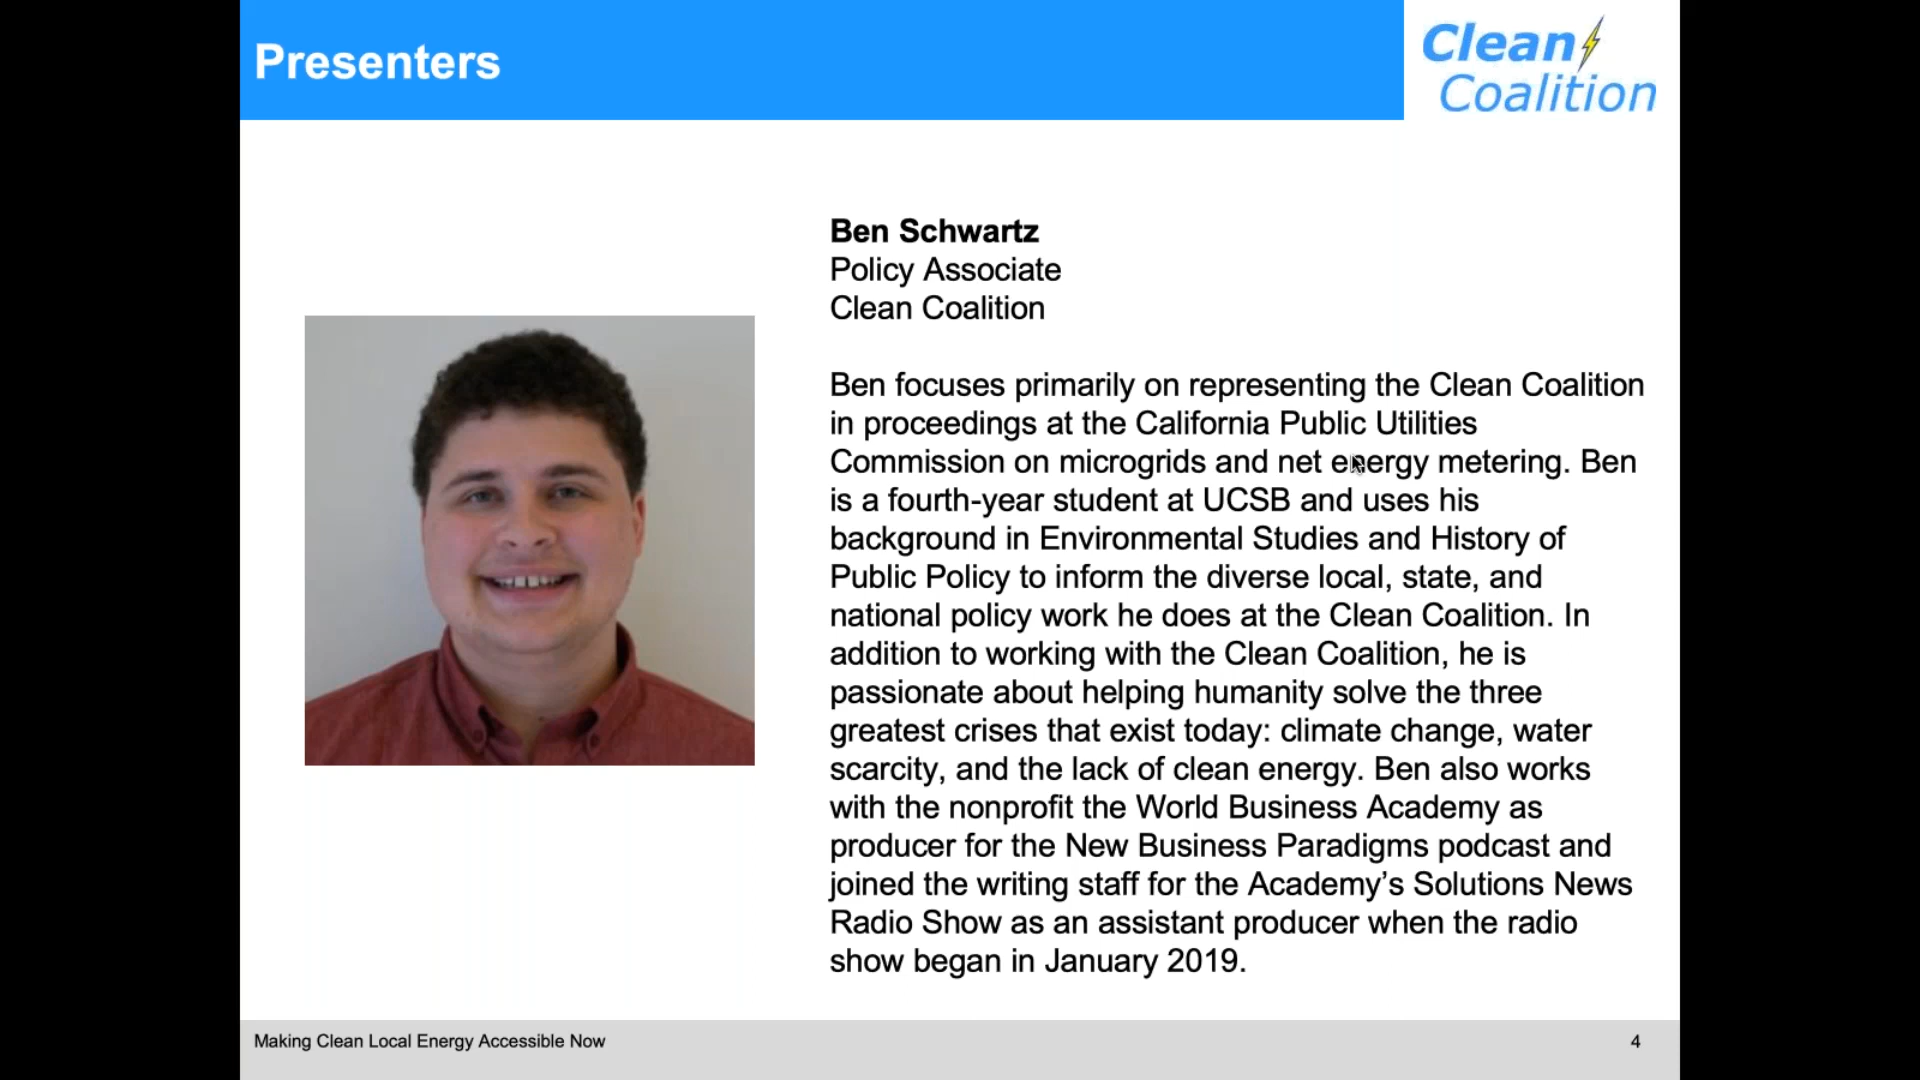 Presenters
Clean
Coalition
Ben Schwartz
Policy Associate
Clean Coalition
Ben focuses primarily on representing the Clean Coalition
in proceedings at the California Public Utilities
Commission on microgrids and net energy metering. Ben
is a fourth-year student at UCSB and uses his
background in Environmental Studies and History of
Public Policy to inform the diverse local, state, and
national policy work he does at the Clean Coalition. In
addition to working with the Clean Coalition, he is
passionate about helping humanity solve the three
greatest crises that exist today: climate change, water
scarcity, and the lack of clean energy. Ben also works
with the nonprofit the World Business Academy as
producer for the New Business Paradigms podcast and
joined the writing staff for the Academy’s Solutions News
Radio Show as an assistant producer when the radio
show began in January 2019.
Making Clean Local Energy Accessible Now
4